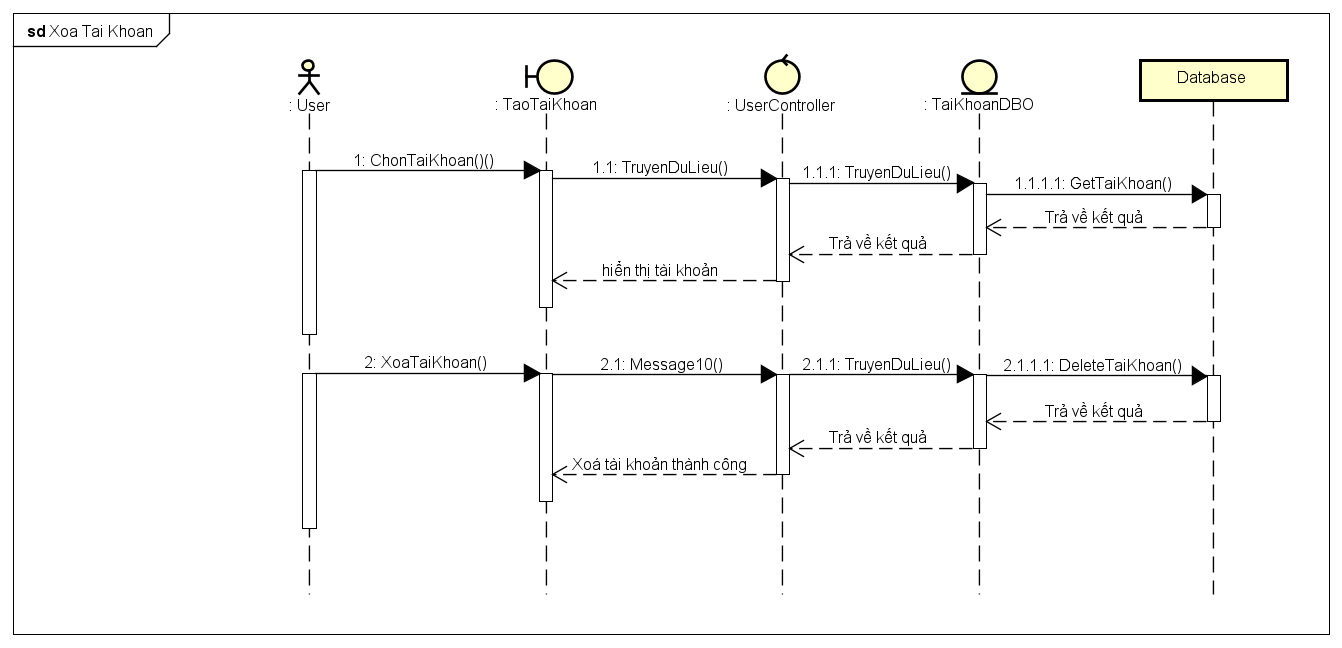 sd Xoa Tai Khoan
: User
: TaoTaiKhoan
: UserController
: TaiKhoanDBO
Database
1: ChonTaiKhoan()()
1.1: TruyenDuLieu()
1.1.1: TruyenDuLieu()
1.1.1.1: GetTaiKhoan()
Trả về kết quả
Trả về kết quả
hiển thị tài khoản
2: XoaTaiKhoan()
2.1: Message10()
2.1.1: TruyenDuLieu()
2.1.1.1: DeleteTaiKhoan()
Trả về kết quả
Trả về kết quả
Xoá tài khoản thành công